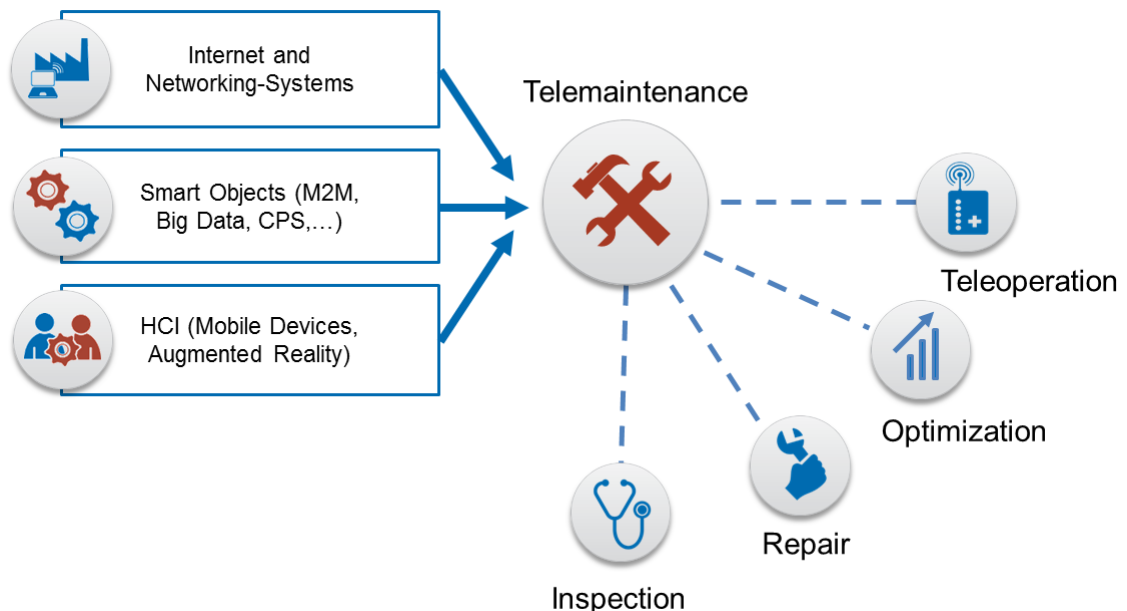 Internet and
Networking-Systems
Telemaintenance
Smart Objects (M2M,
Big Data, CPS,…)
Teleoperation
HCI (Mobile Devices,
Augmented Reality)
Optimization
Repair
Inspection